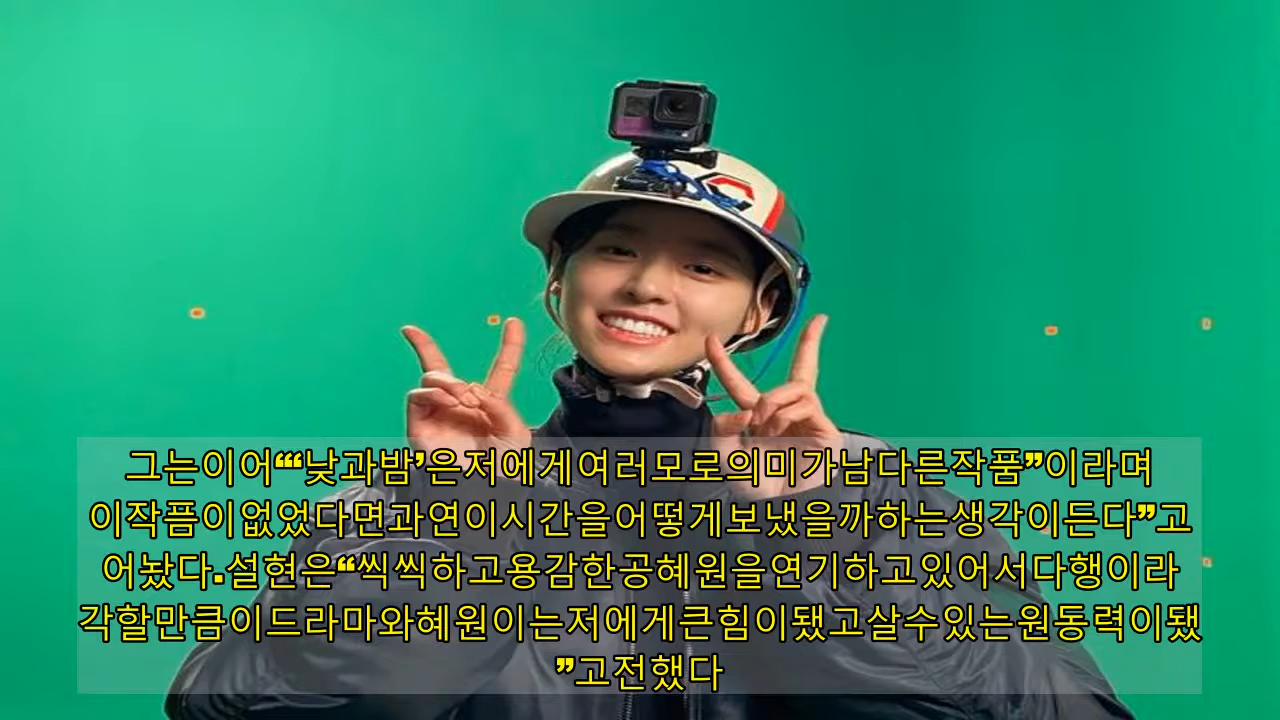 그는이어“‘낮과밤’은저에게여러모로의미가남다른작품”이라며
이작픔이없었다면과연이시간을어떻게보냈을까하는생각이든다”고
어놨다.설현은“씩씩하고용감한공혜원을연기하고있어서다행이라
각할만큼이드라마와혜원이는저에게큰힘이됐고살수있는원동력이됐
”고전했다